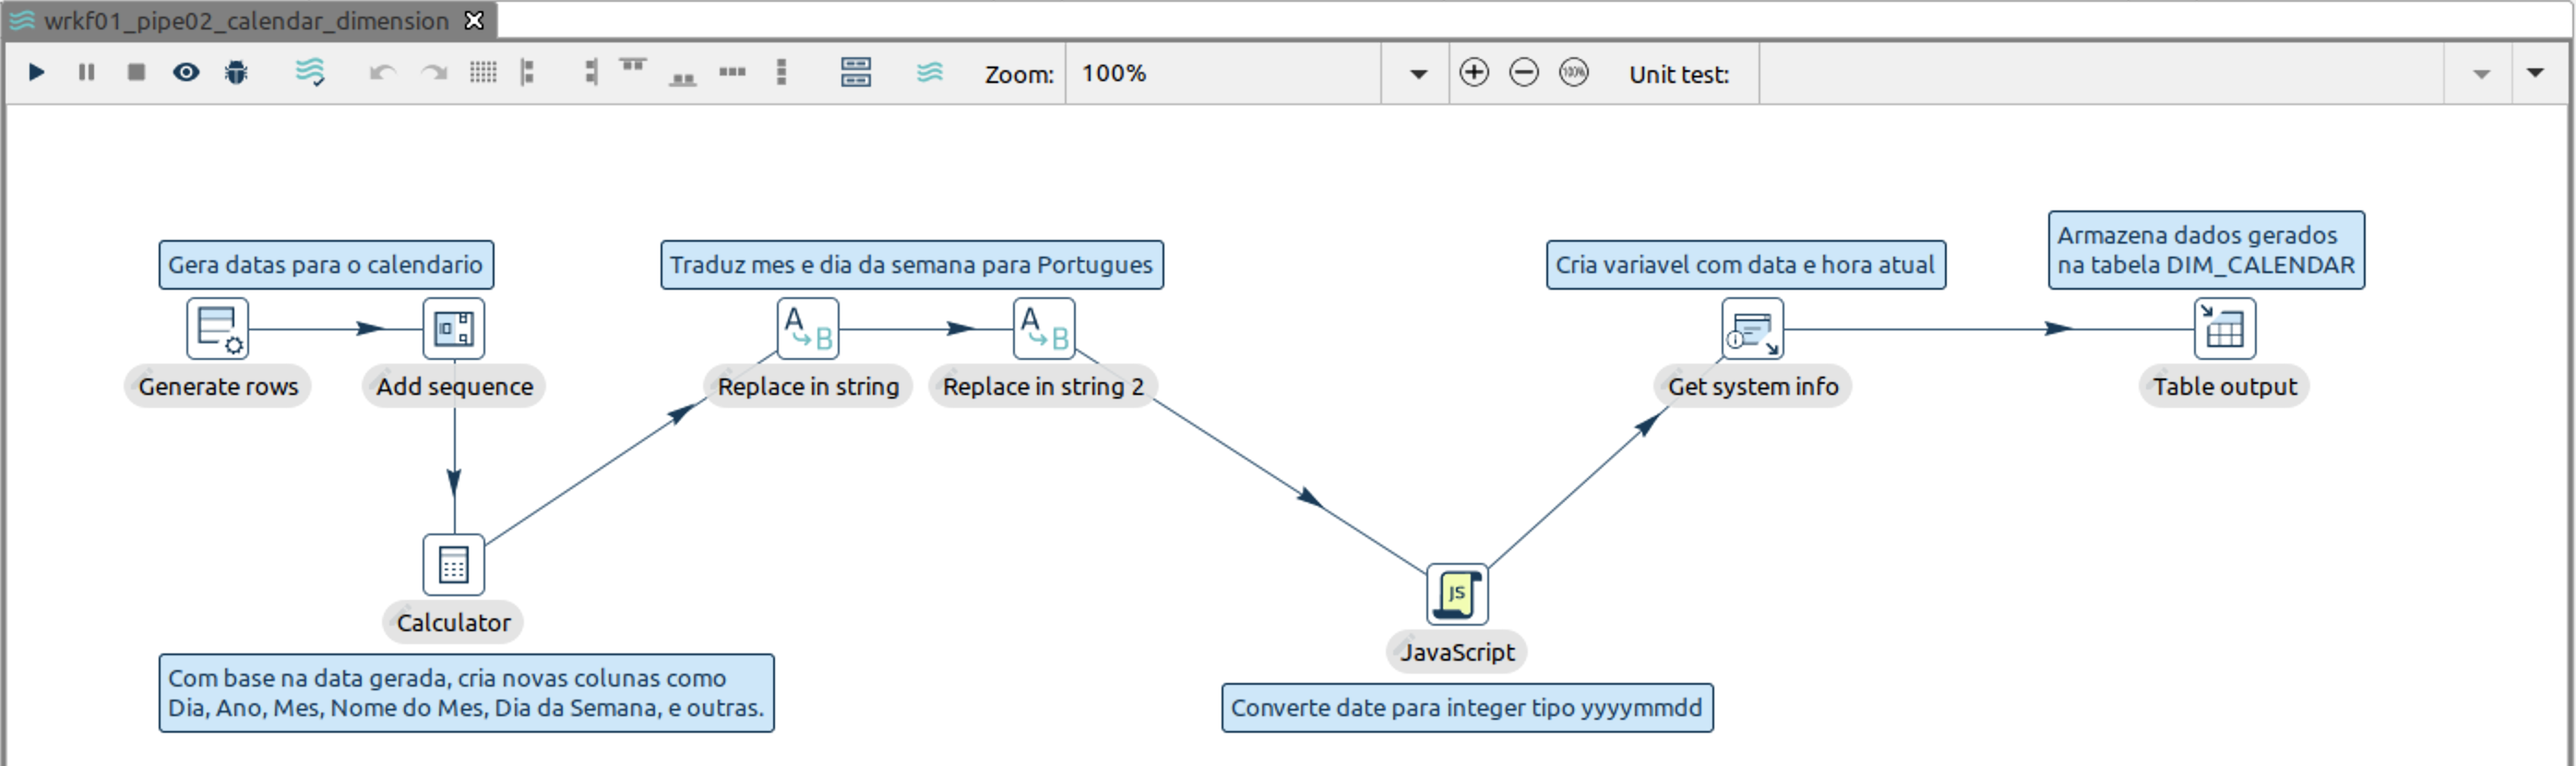 wrkf01_pipe02_calendar_dimension
Zoom: 100% 100% Unit test:
Gera datas para o calendario
Traduz mes e dia da semana para Portugues
Cria variavel com data e hora atual
Armazena dados gerados
na tabela DIM_CALENDAR
A B
A B
Generate rows
Add sequence
Replace in string
Replace in string 2
Get system info
Table output
Calculator
JS
JavaScript
Com base na data gerada, cria novas colunas como
Dia, Ano, Mes, Nome do Mes, Dia da Semana, e outras.
Converte date para integer tipo yyyymmdd